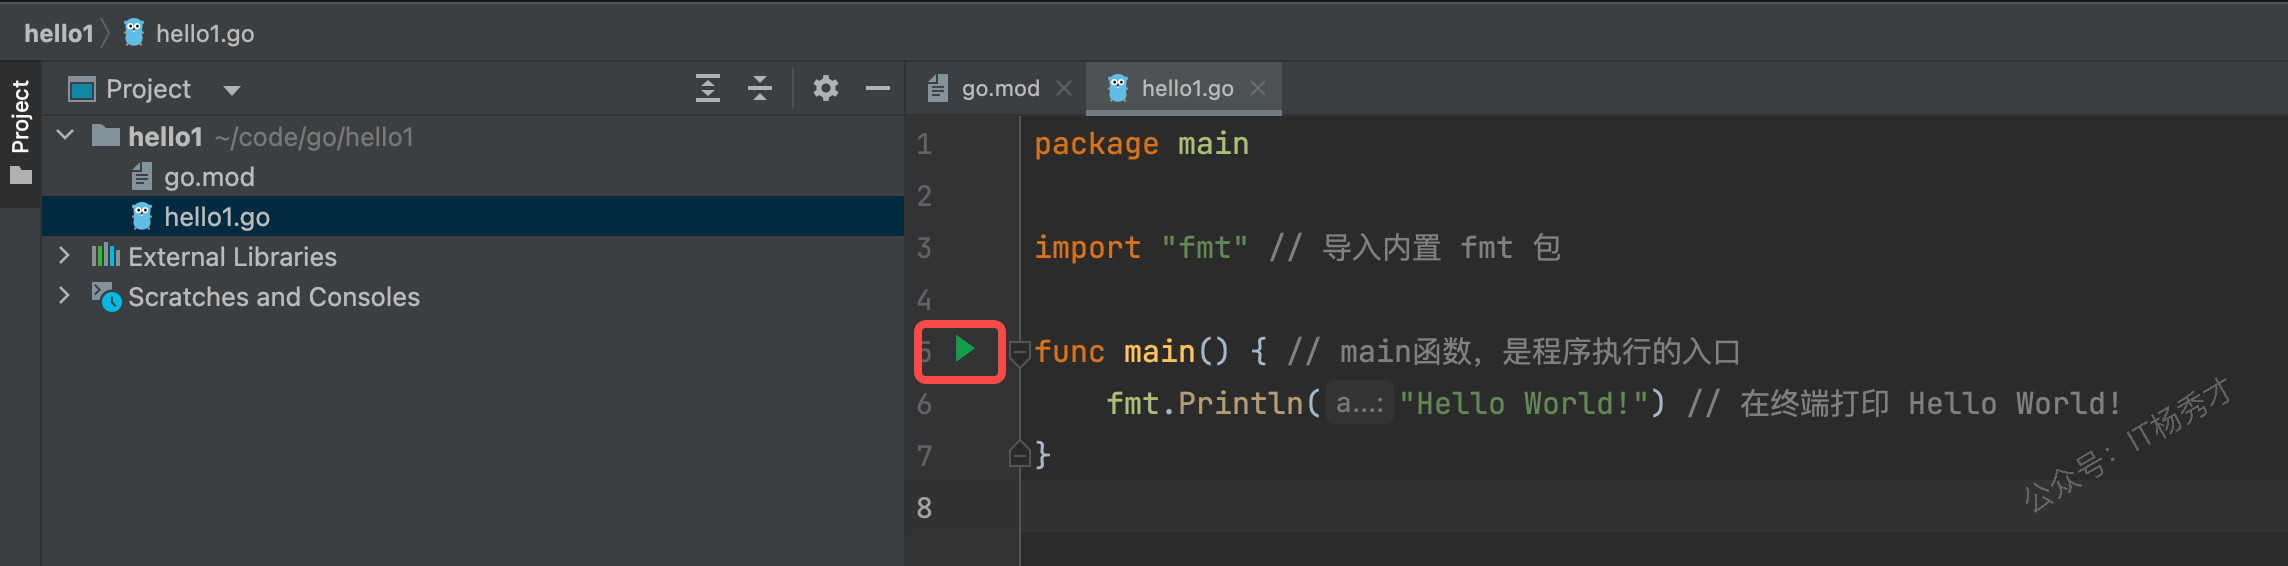 hello1 hello1.go
Project
Project
hello1 ~/code/go/hello1
go.mod
hello1.go
External Libraries
Scratches and Consoles
go.mod
hello1.go
1 package main
2
3 import "fmt" // 导入内置 fmt 包
4
5 func main() { // main函数，是程序执行的入口
6 fmt.Println( a...: "Hello World!") // 在终端打印 Hello World!
7 }
8
公众号：IT杨秀才